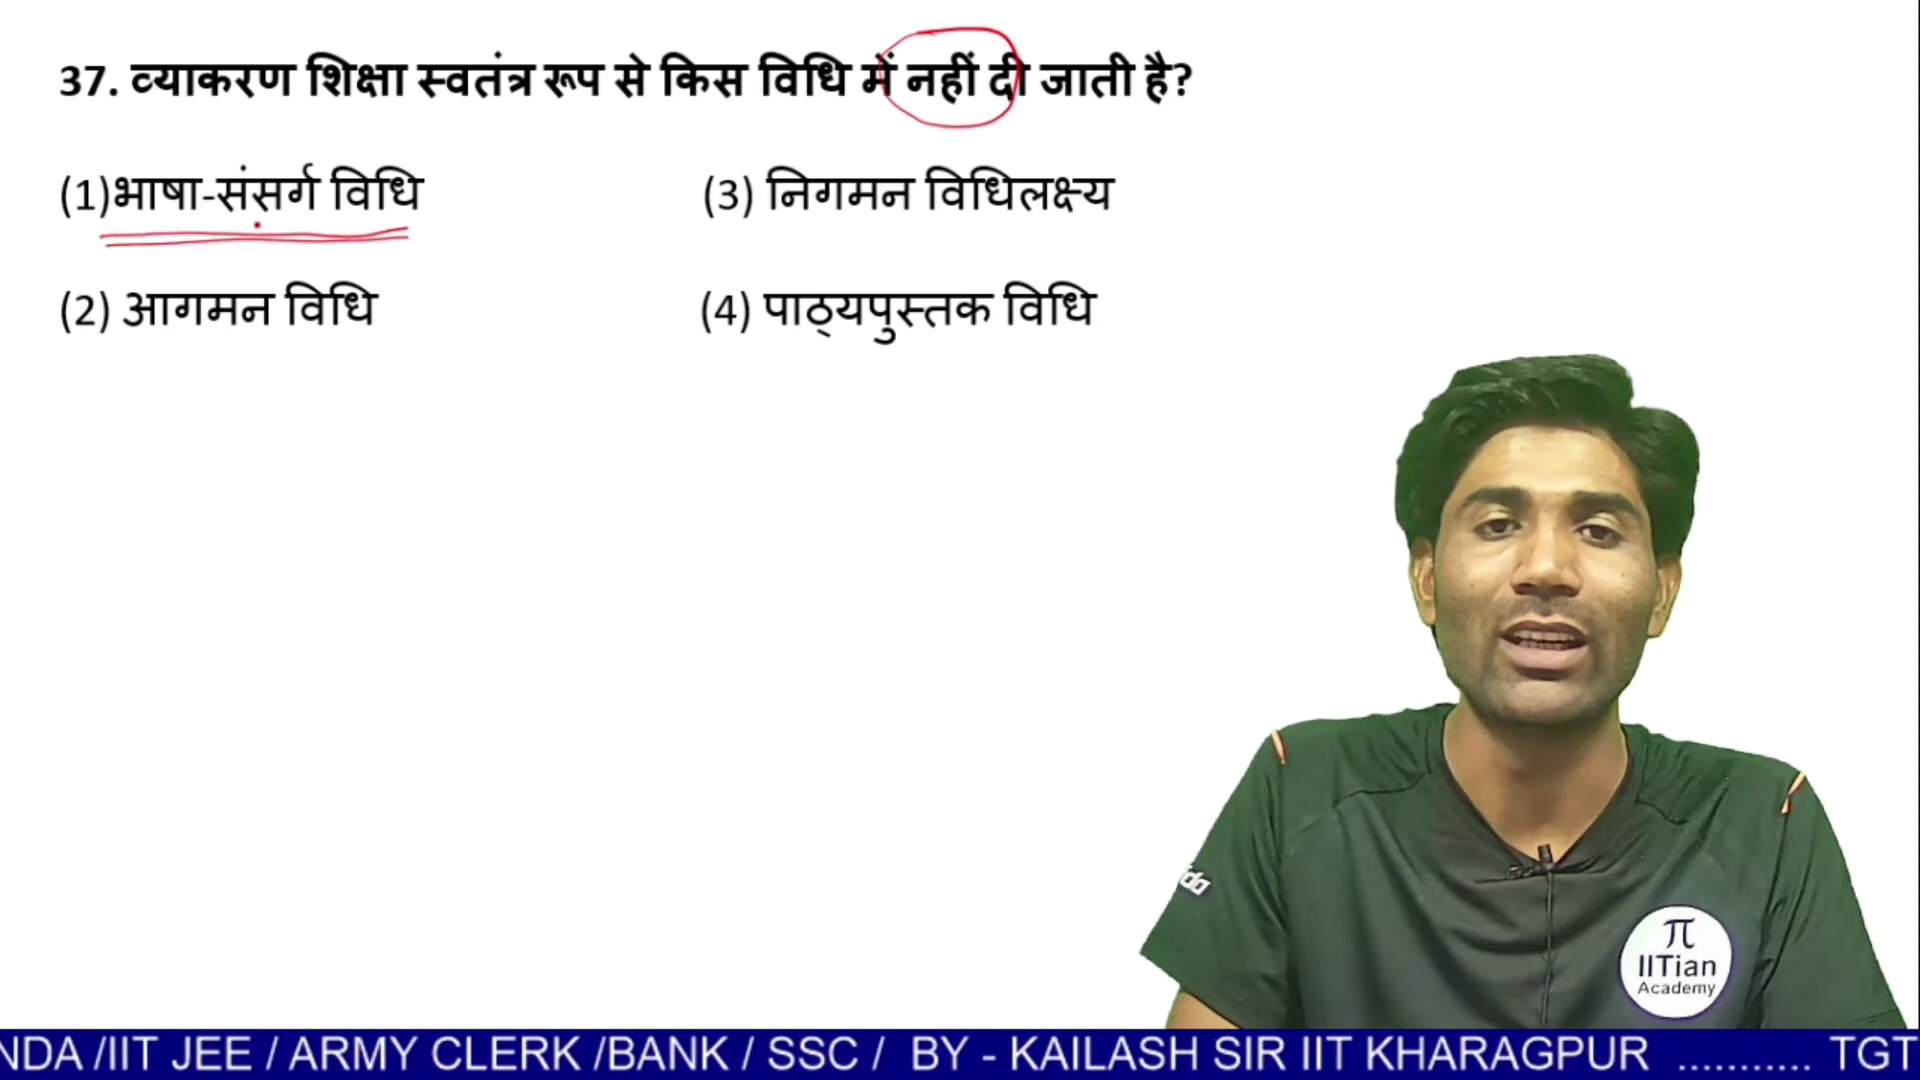 37. व्याकरण शिक्षा स्वतंत्र रूप से किस विधि में नहीं दी जाती है?
(1)भाषा-संसर्ग विधि
(3) निगमन विधिलक्ष्य
(2) आगमन विधि
(4) पाठ्यपुस्तक विधि
π
IITian
Academy
NDA /IIT JEE / ARMY CLERK /BANK / SSC / BY - KAILASH SIR IIT KHARAGPUR ........... TGT